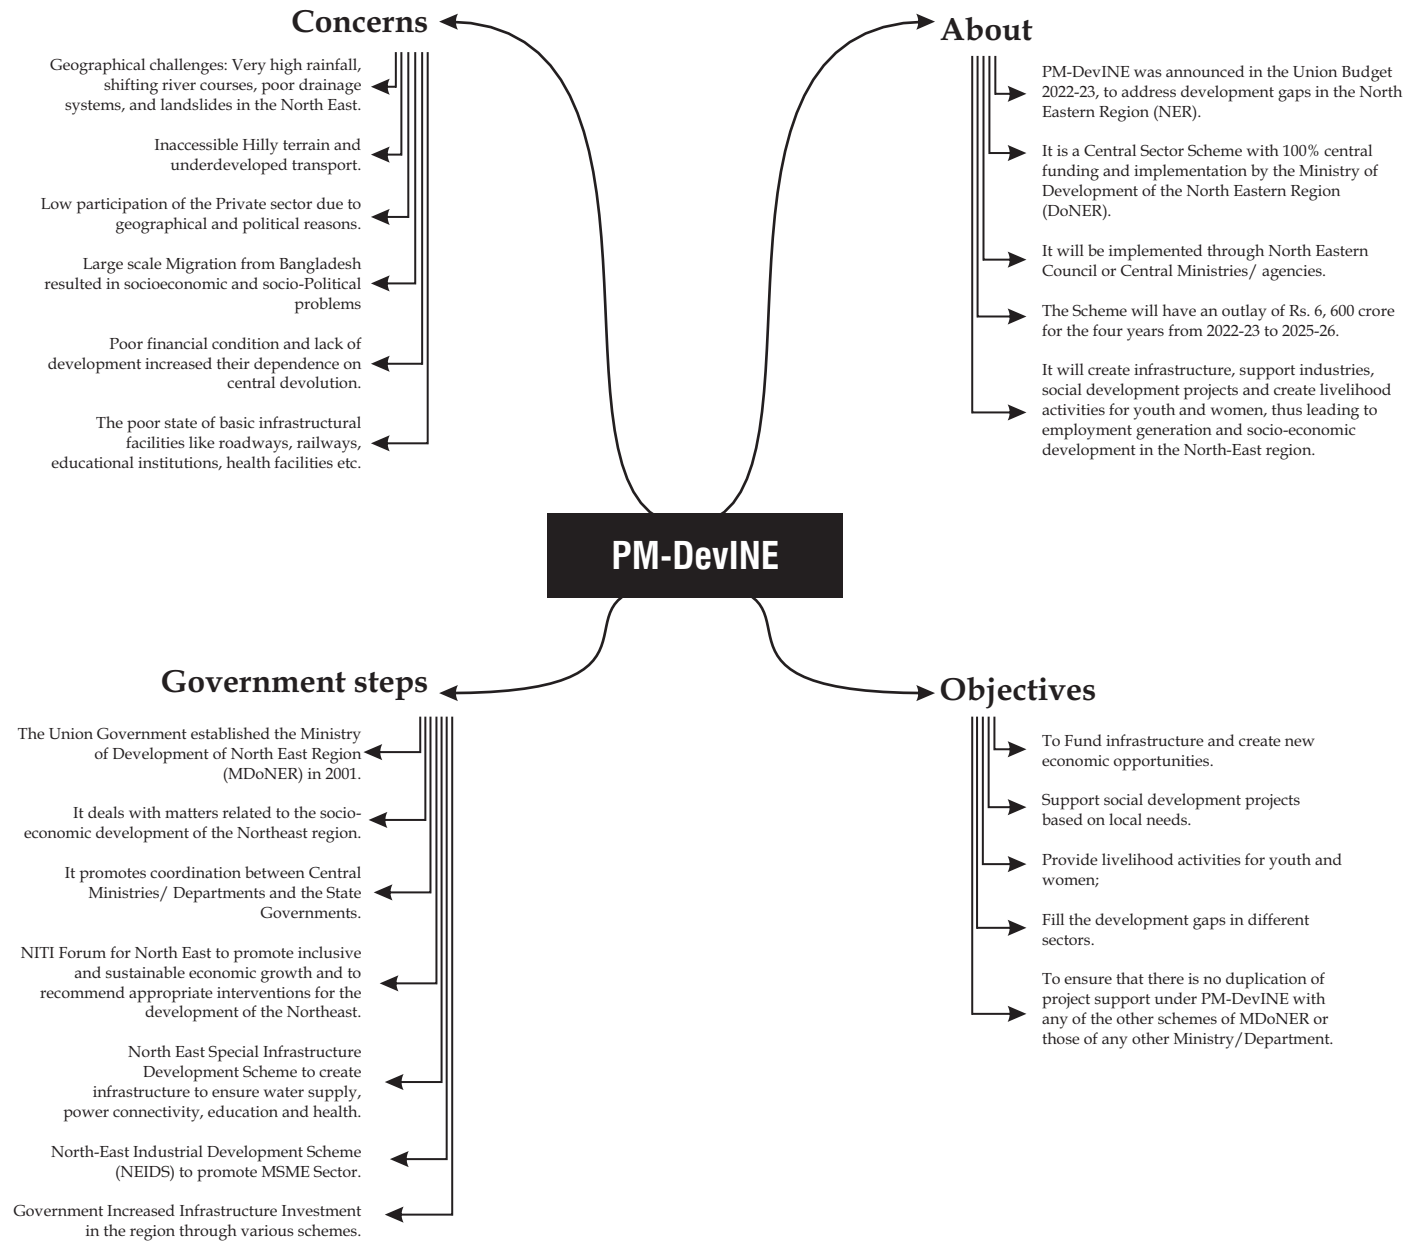 Concerns
Geographical challenges: Very high rainfall,
shifting river courses, poor drainage
systems, and landslides in the North East.
Inaccessible Hilly terrain and
underdeveloped transport.
Low participation of the Private sector due to
geographical and political reasons.
Large scale Migration from Bangladesh
resulted in socioeconomic and socio-Political
problems
Poor financial condition and lack of
development increased their dependence on
central devolution.
The poor state of basic infrastructural
facilities like roadways, railways,
educational institutions, health facilities etc.
About
PM-DevINE was announced in the Union Budget
2022-23, to address development gaps in the North
Eastern Region (NER).
It is a Central Sector Scheme with 100% central
funding and implementation by the Ministry of
Development of the North Eastern Region
(DoNER).
It will be implemented through North Eastern
Council or Central Ministries/ agencies.
The Scheme will have an outlay of Rs. 6, 600 crore
for the four years from 2022-23 to 2025-26.
It will create infrastructure, support industries,
social development projects and create livelihood
activities for youth and women, thus leading to
employment generation and socio-economic
development in the North-East region.
PM-DevINE
Government steps
The Union Government established the Ministry
of Development of North East Region
(MDoNER) in 2001.
It deals with matters related to the socio-
economic development of the Northeast region.
It promotes coordination between Central
Ministries/ Departments and the State
Governments.
NITI Forum for North East to promote inclusive
and sustainable economic growth and to
recommend appropriate interventions for the
development of the Northeast.
North East Special Infrastructure
Development Scheme to create
infrastructure to ensure water supply,
power connectivity, education and health.
North-East Industrial Development Scheme
(NEIDS) to promote MSME Sector.
Government Increased Infrastructure Investment
in the region through various schemes.
Objectives
To Fund infrastructure and create new
economic opportunities.
Support social development projects
based on local needs.
Provide livelihood activities for youth and
women;
Fill the development gaps in different
sectors.
To ensure that there is no duplication of
project support under PM-DevINE with
any of the other schemes of MDoNER or
those of any other Ministry/Department.